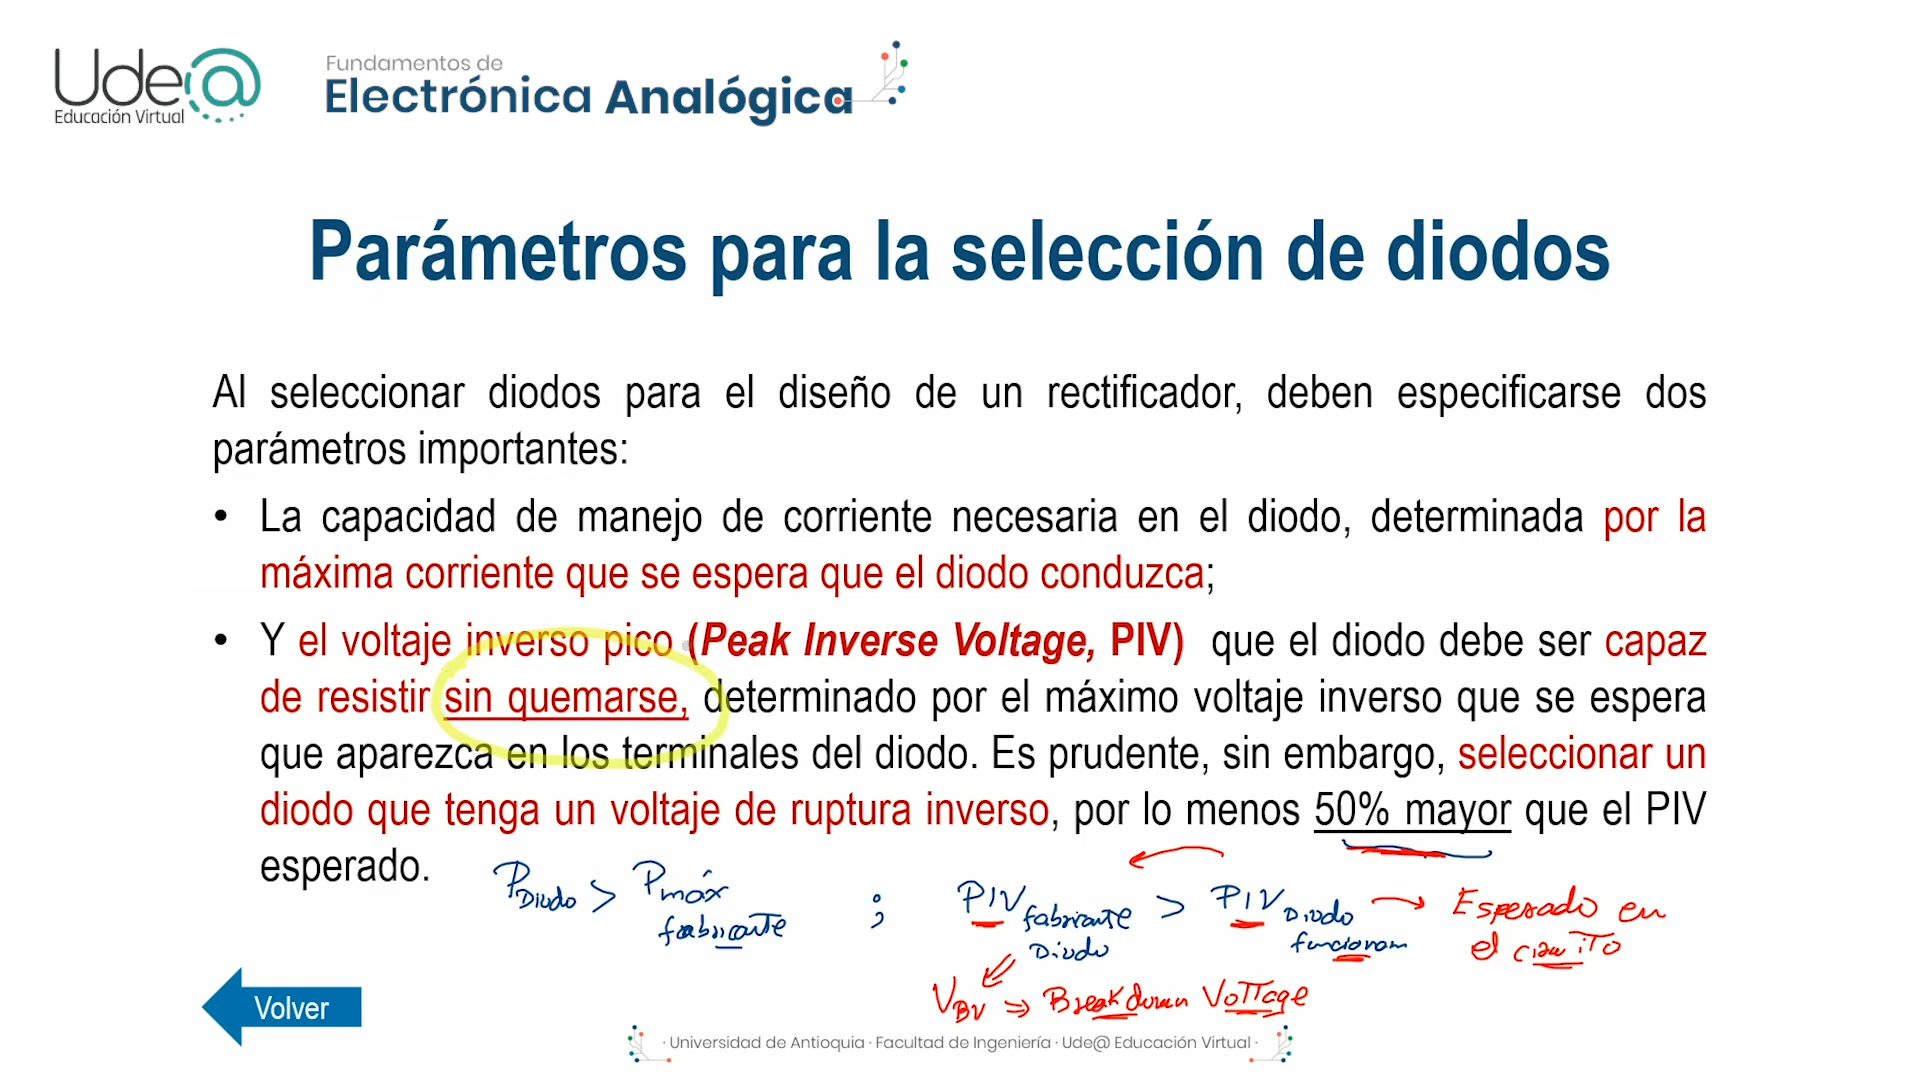 Ude@
Educación Virtual
Fundamentos de
Electrónica Analógica
Parámetros para la selección de diodos
Al seleccionar diodos para el diseño de un rectificador, deben especificarse dos
parámetros importantes:
• La capacidad de manejo de corriente necesaria en el diodo, determinada por la
máxima corriente que se espera que el diodo conduzca;
• Y el voltaje inverso pico (Peak Inverse Voltage, PIV) que el diodo debe ser capaz
de resistir sin quemarse, determinado por el máximo voltaje inverso que se espera
que aparezca en los terminales del diodo. Es prudente, sin embargo, seleccionar un
diodo que tenga un voltaje de ruptura inverso, por lo menos 50% mayor que el PIV
esperado.
P Diodo > Pmáx ; PIV fabricante > PIV Diodo → Esperado en
fabricante Diodo el circuito
VBV ⇒ Breakdown Voltage
Volver
· Universidad de Antioquia · Facultad de Ingeniería · Ude@ Educación Virtual ·